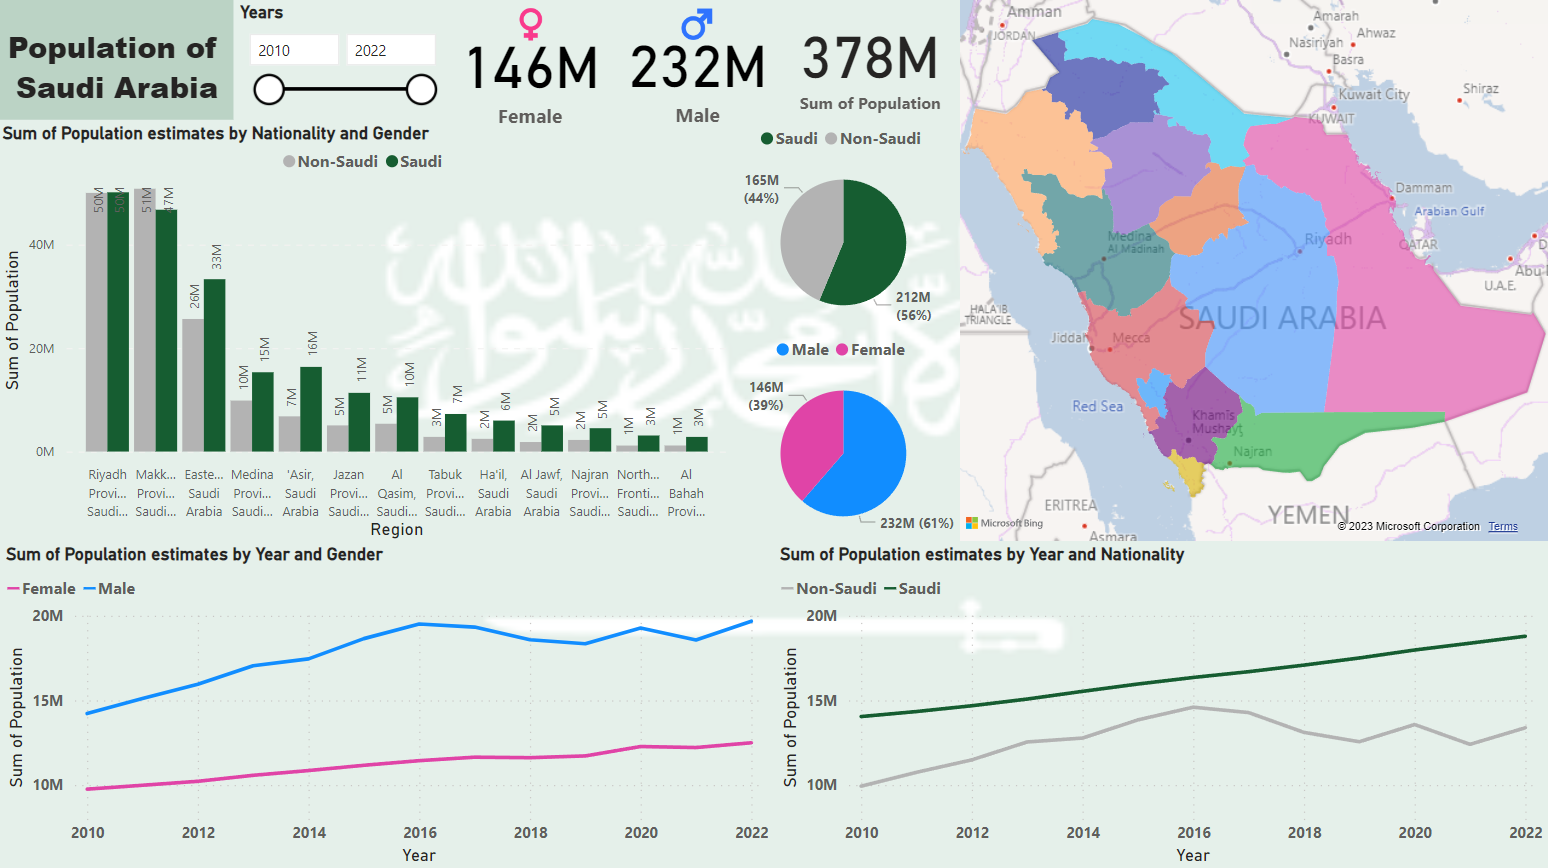 Population of
Saudi Arabia
Years
2010
2022
146M
Female
232M
Male
378M
Sum of Population
Sum of Population estimates by Nationality and Gender
Non-Saudi Saudi
Sum of Population
40M
20M
0M
50M
50M
51M
47M
26M
33M
10M
15M
7M
16M
5M
11M
5M
10M
3M
7M
2M
6M
2M
5M
2M
5M
1M
3M
1M
3M
Riyadh
Provi...
Saudi...
Makk...
Provi...
Saudi...
Easte...
Saudi
Arabia
Medina
Provi...
Saudi...
'Asir,
Saudi
Arabia
Jazan
Provi...
Saudi...
Al
Qasim,
Saudi...
Tabuk
Provi...
Saudi...
Ha'il,
Saudi
Arabia
Al Jawf,
Saudi
Arabia
Najran
Provi...
Saudi...
North...
Fronti...
Saudi...
Al
Bahah
Provi...
Region
Saudi Non-Saudi
165M
(44%)
212M
(56%)
Male Female
146M
(39%)
232M (61%)
Amman
JORDAN
Amarah
Nasiriyah
Ahwaz
Basra
Kuwait City
KUWAIT
Shiraz
Dammam
Arabian Gulf
QATAR
Abu
U.A.E.
Riyadh
Medina
Al Madinah
HALA'IB
TRIANGLE
SAUDI ARABIA
Jiddah
Mecca
Red Sea
Khamis
Mushayt
Najran
ERITREA
Asmara
YEMEN
Microsoft Bing
© 2023 Microsoft Corporation Terms
Sum of Population estimates by Year and Gender
Female Male
Sum of Population
20M
15M
10M
2010 2012 2014 2016 2018 2020 2022
Year
Sum of Population estimates by Year and Nationality
Non-Saudi Saudi
Sum of Population
20M
15M
10M
2010 2012 2014 2016 2018 2020 2022
Year